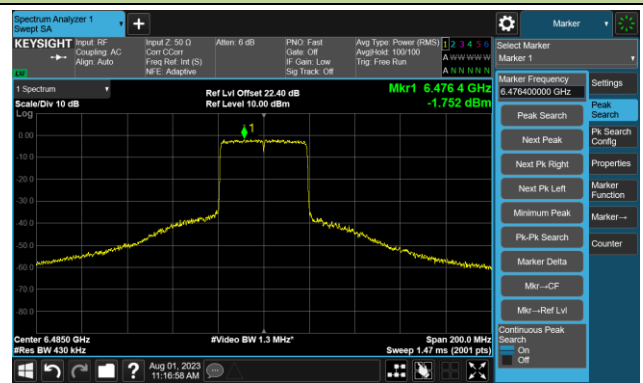 Spectrum Analyzer 1
Swept SA
Marker
KEYSIGHT
Input: RF
Coupling: AC
Align: Auto
Input Z: 50 Ω
Corr CCorr
Freq Ref: Int (S)
NFE: Adaptive
Atten: 6 dB
PNO: Fast
Gate: Off
IF Gain: Low
Sig Track: Off
Avg Type: Power (RMS)
Avg|Hold: 100/100
Trig: Free Run
1 2 3 4 5 6
A W W W W W
A N N N N N
Select Marker
Marker 1
1 Spectrum
Scale/Div 10 dB
Ref Lvl Offset 22.40 dB
Ref Level 10.00 dBm
Mkr1 6.476 4 GHz
-1.752 dBm
Log
1
0.00
-10.0
-20.0
-30.0
-40.0
-50.0
-60.0
-70.0
-80.0
Center 6.4850 GHz
#Res BW 430 kHz
#Video BW 1.3 MHz*
Span 200.0 MHz
Sweep 1.47 ms (2001 pts)
Marker Frequency
6.476400000 GHz
Peak Search
Next Peak
Next Pk Right
Next Pk Left
Minimum Peak
Pk-Pk Search
Marker Delta
Mkr→CF
Mkr→Ref Lvl
Continuous Peak
Search
On
Off
Settings
Peak
Search
Pk Search
Config
Properties
Marker
Function
Marker→
Counter
?
Aug 01, 2023
11:16:58 AM